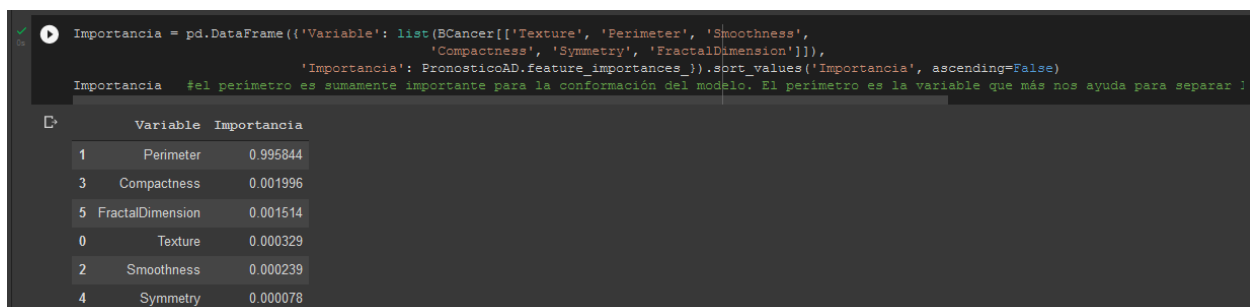 Importancia = pd.DataFrame({'Variable': list(BCancer[['Texture', 'Perimeter', 'Smoothness',
'Compactness', 'Symmetry', 'FractalDimension']]),
'Importancia': PronosticoAD.feature_importances_}).sort_values('Importancia', ascending=False)
Importancia #el perímetro es sumamente importante para la conformación del modelo. El perímetro es la variable que más nos ayuda para separar
0s
Variable Importancia
1 Perimeter 0.995844
3 Compactness 0.001996
5 FractalDimension 0.001514
0 Texture 0.000329
2 Smoothness 0.000239
4 Symmetry 0.000078